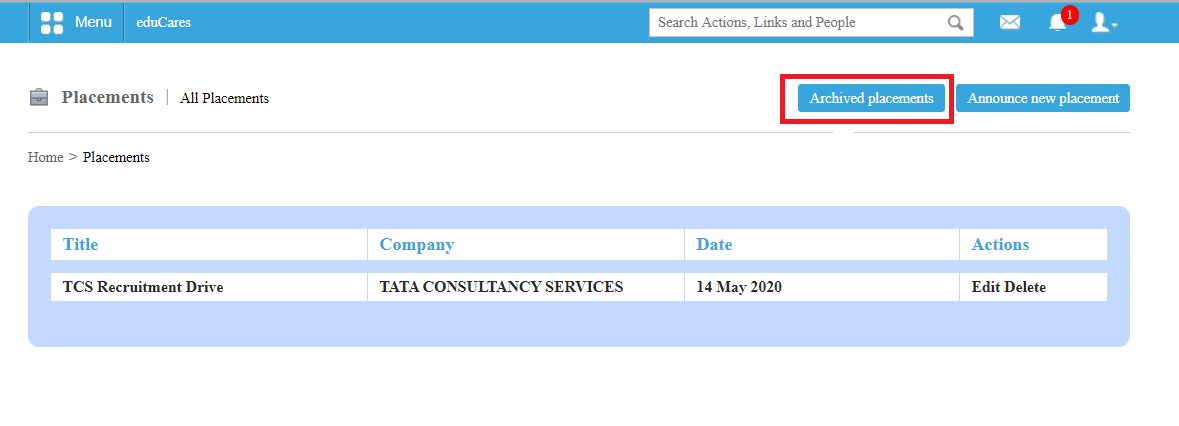 Menu eduCares Search Actions, Links and People 1
Placements | All Placements Archived placements Announce new placement
Home > Placements
Title Company Date Actions
TCS Recruitment Drive TATA CONSULTANCY SERVICES 14 May 2020 Edit Delete